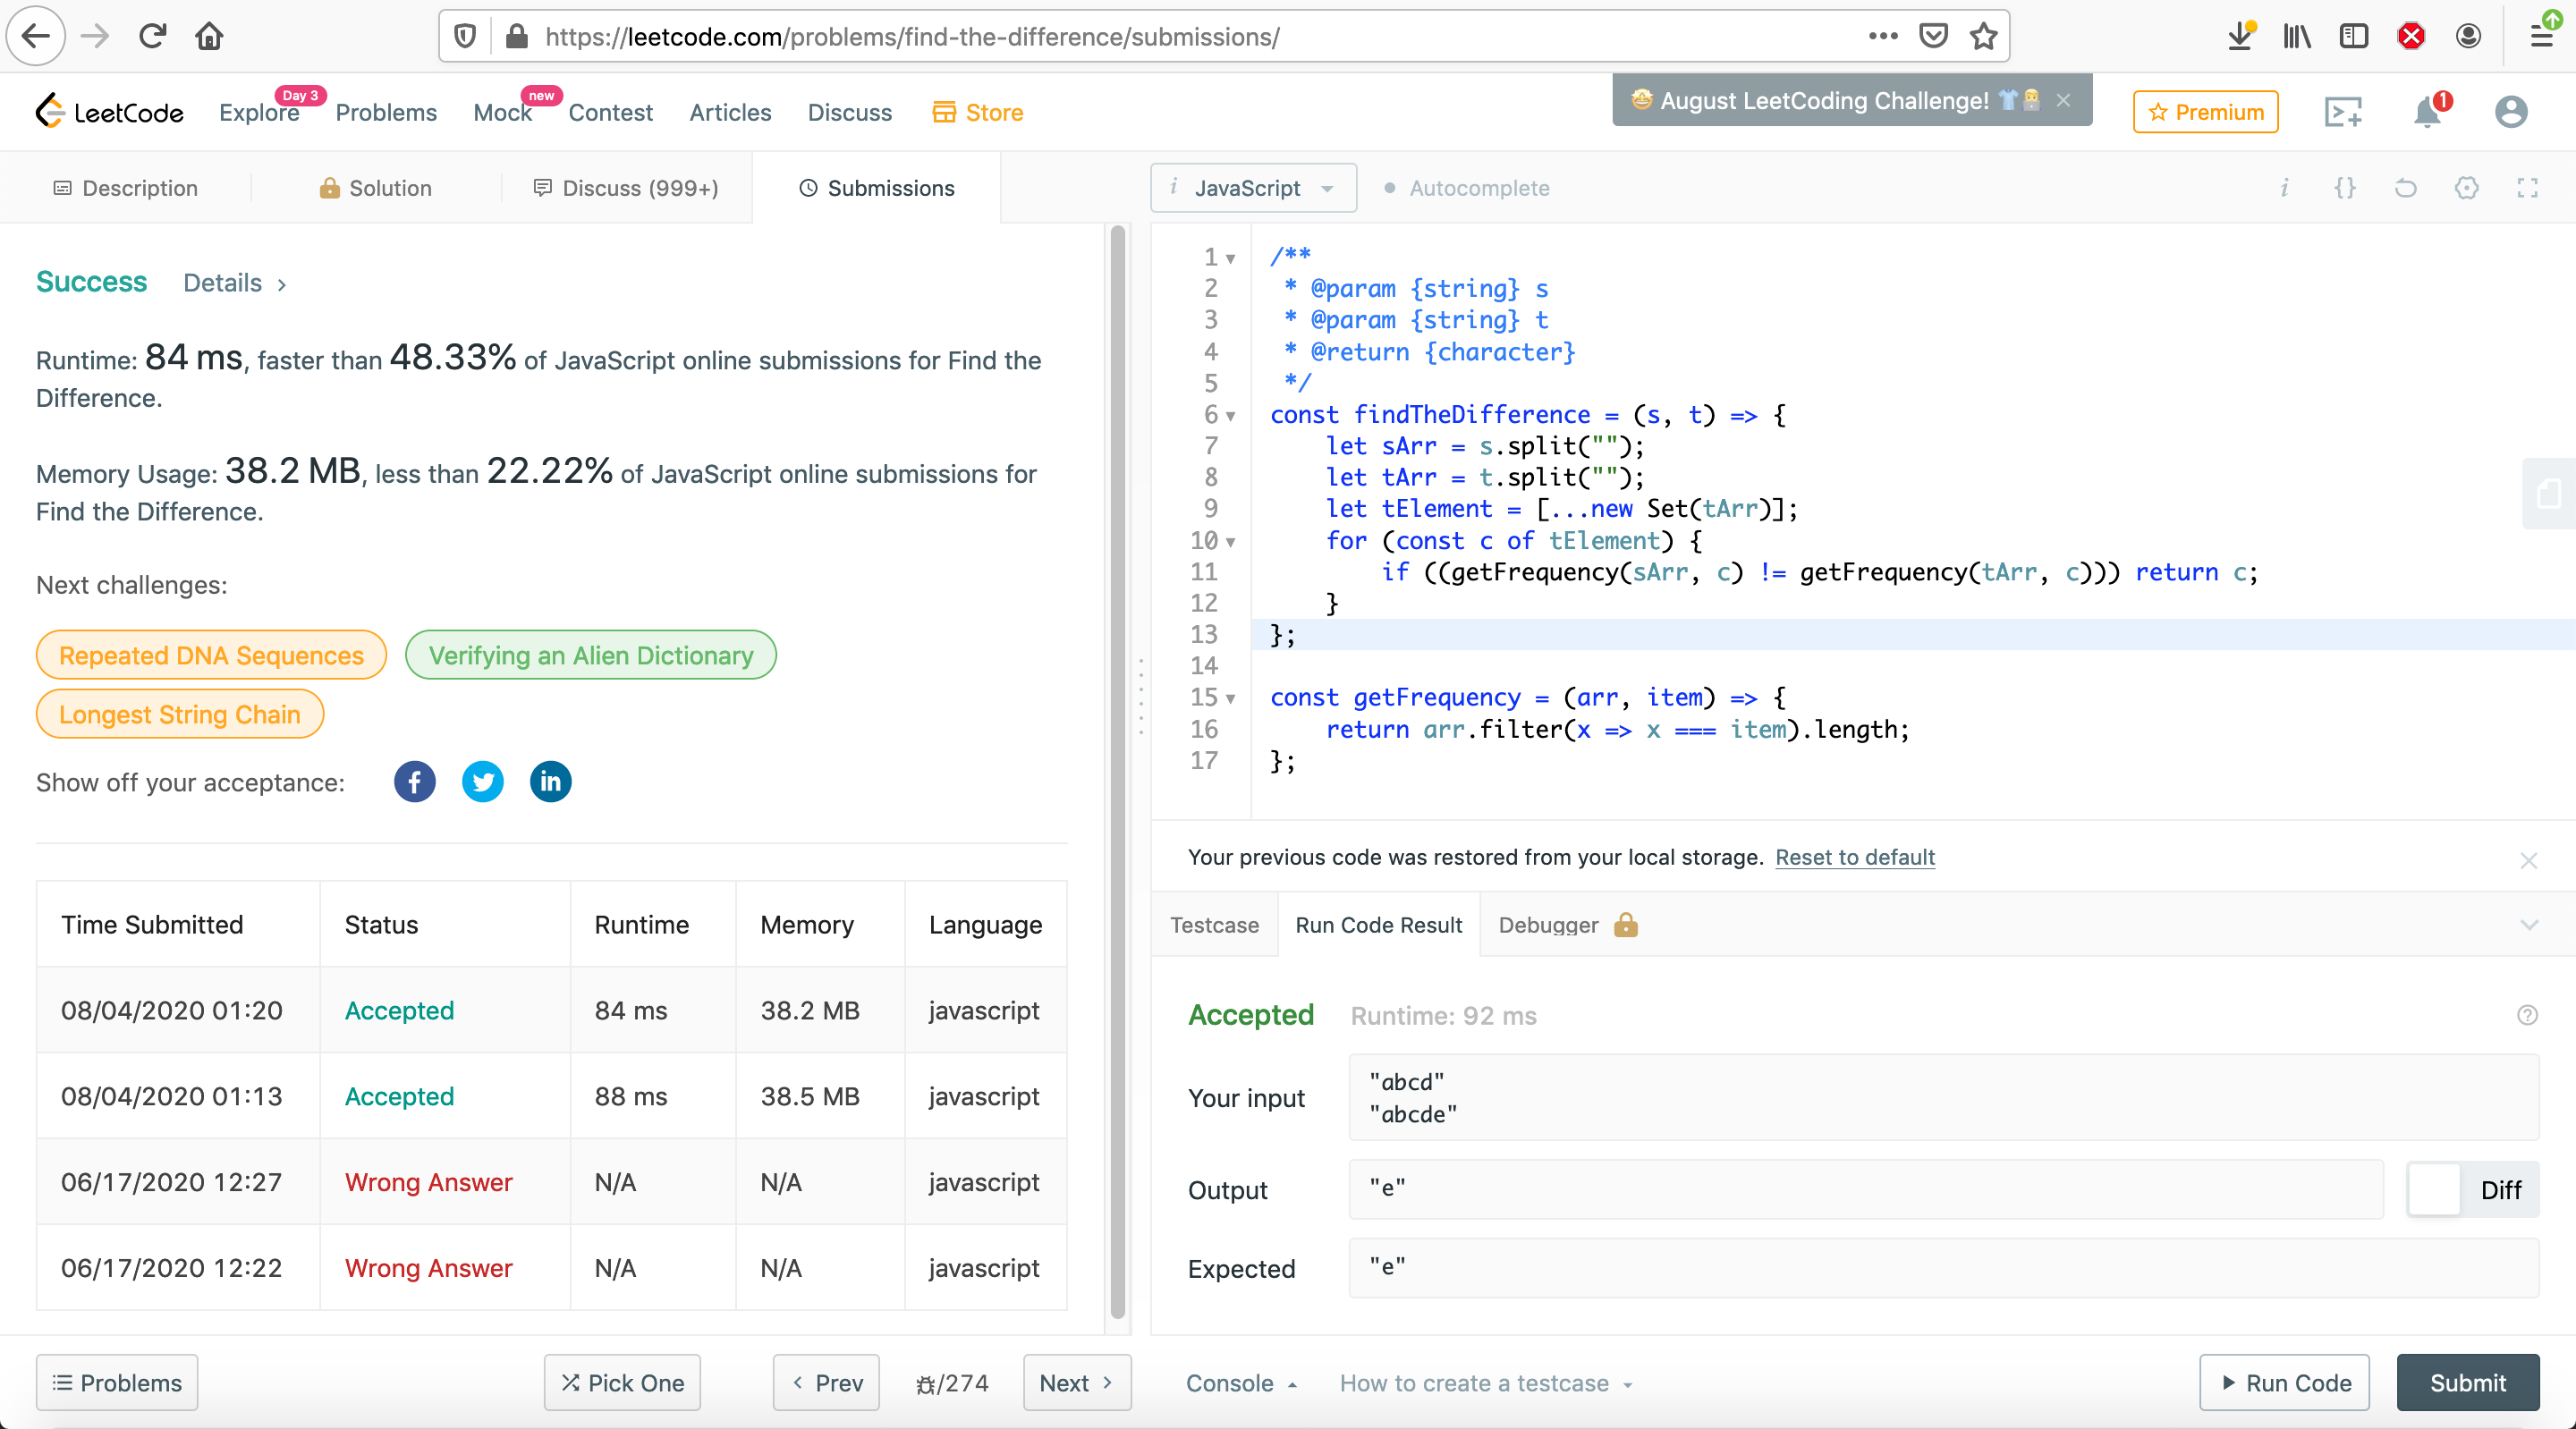 https://leetcode.com/problems/find-the-difference/submissions/
LeetCode
Explore
Day 3
Problems
Mock
new
Contest
Articles
Discuss
Store
August LeetCoding Challenge!
Premium
1
Description
Solution
Discuss (999+)
Submissions
i JavaScript
Autocomplete
i {}
Success Details >
Runtime: 84 ms, faster than 48.33% of JavaScript online submissions for Find the
Difference.
Memory Usage: 38.2 MB, less than 22.22% of JavaScript online submissions for
Find the Difference.
Next challenges:
Repeated DNA Sequences
Verifying an Alien Dictionary
Longest String Chain
Show off your acceptance:
Time Submitted Status Runtime Memory Language
08/04/2020 01:20 Accepted 84 ms 38.2 MB javascript
08/04/2020 01:13 Accepted 88 ms 38.5 MB javascript
06/17/2020 12:27 Wrong Answer N/A N/A javascript
06/17/2020 12:22 Wrong Answer N/A N/A javascript
Problems
Pick One
< Prev
/274
Next >
1 /**
2  * @param {string} s
3  * @param {string} t
4  * @return {character}
5  */
6 const findTheDifference = (s, t) => {
7     let sArr = s.split("");
8     let tArr = t.split("");
9     let tElement = [...new Set(tArr)];
10     for (const c of tElement) {
11         if ((getFrequency(sArr, c) != getFrequency(tArr, c))) return c;
12     }
13 };
14
15 const getFrequency = (arr, item) => {
16     return arr.filter(x => x === item).length;
17 };
Your previous code was restored from your local storage. Reset to default
Testcase
Run Code Result
Debugger
Accepted Runtime: 92 ms
Your input
"abcd"
"abcde"
Output
"e"
Diff
Expected
"e"
Console
How to create a testcase
Run Code
Submit